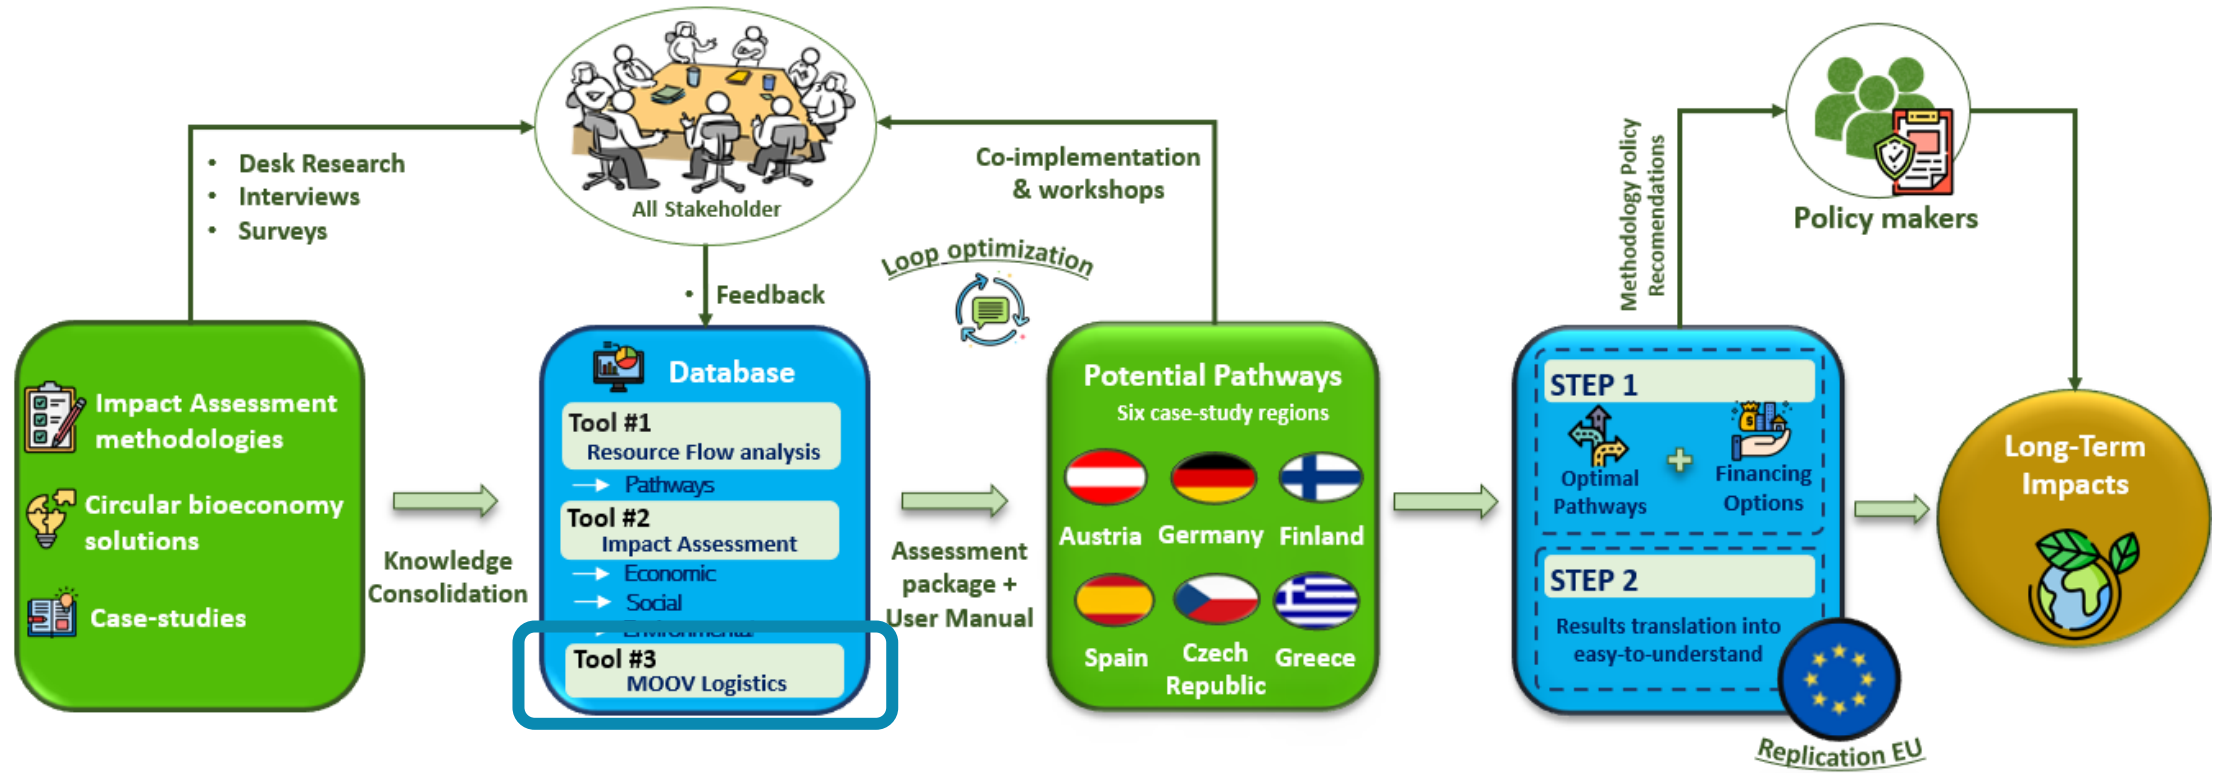 All Stakeholder
• Desk Research
• Interviews
• Surveys
• Feedback
Co-implementation
& workshops
Loop optimization
Impact Assessment
methodologies
Circular bioeconomy
solutions
Case-studies
Knowledge
Consolidation
Database
Tool #1
Resource Flow analysis
Pathways
Tool #2
Impact Assessment
Economic
Social
Environmental
Tool #3
MOOV Logistics
Assessment
package +
User Manual
Potential Pathways
Six case-study regions
Austria
Germany
Finland
Spain
Czech
Republic
Greece
Methodology Policy
Recomendations
Policy makers
STEP 1
Optimal
Pathways
+
Financing
Options
STEP 2
Results translation into
easy-to-understand
Replication EU
Long-Term
Impacts